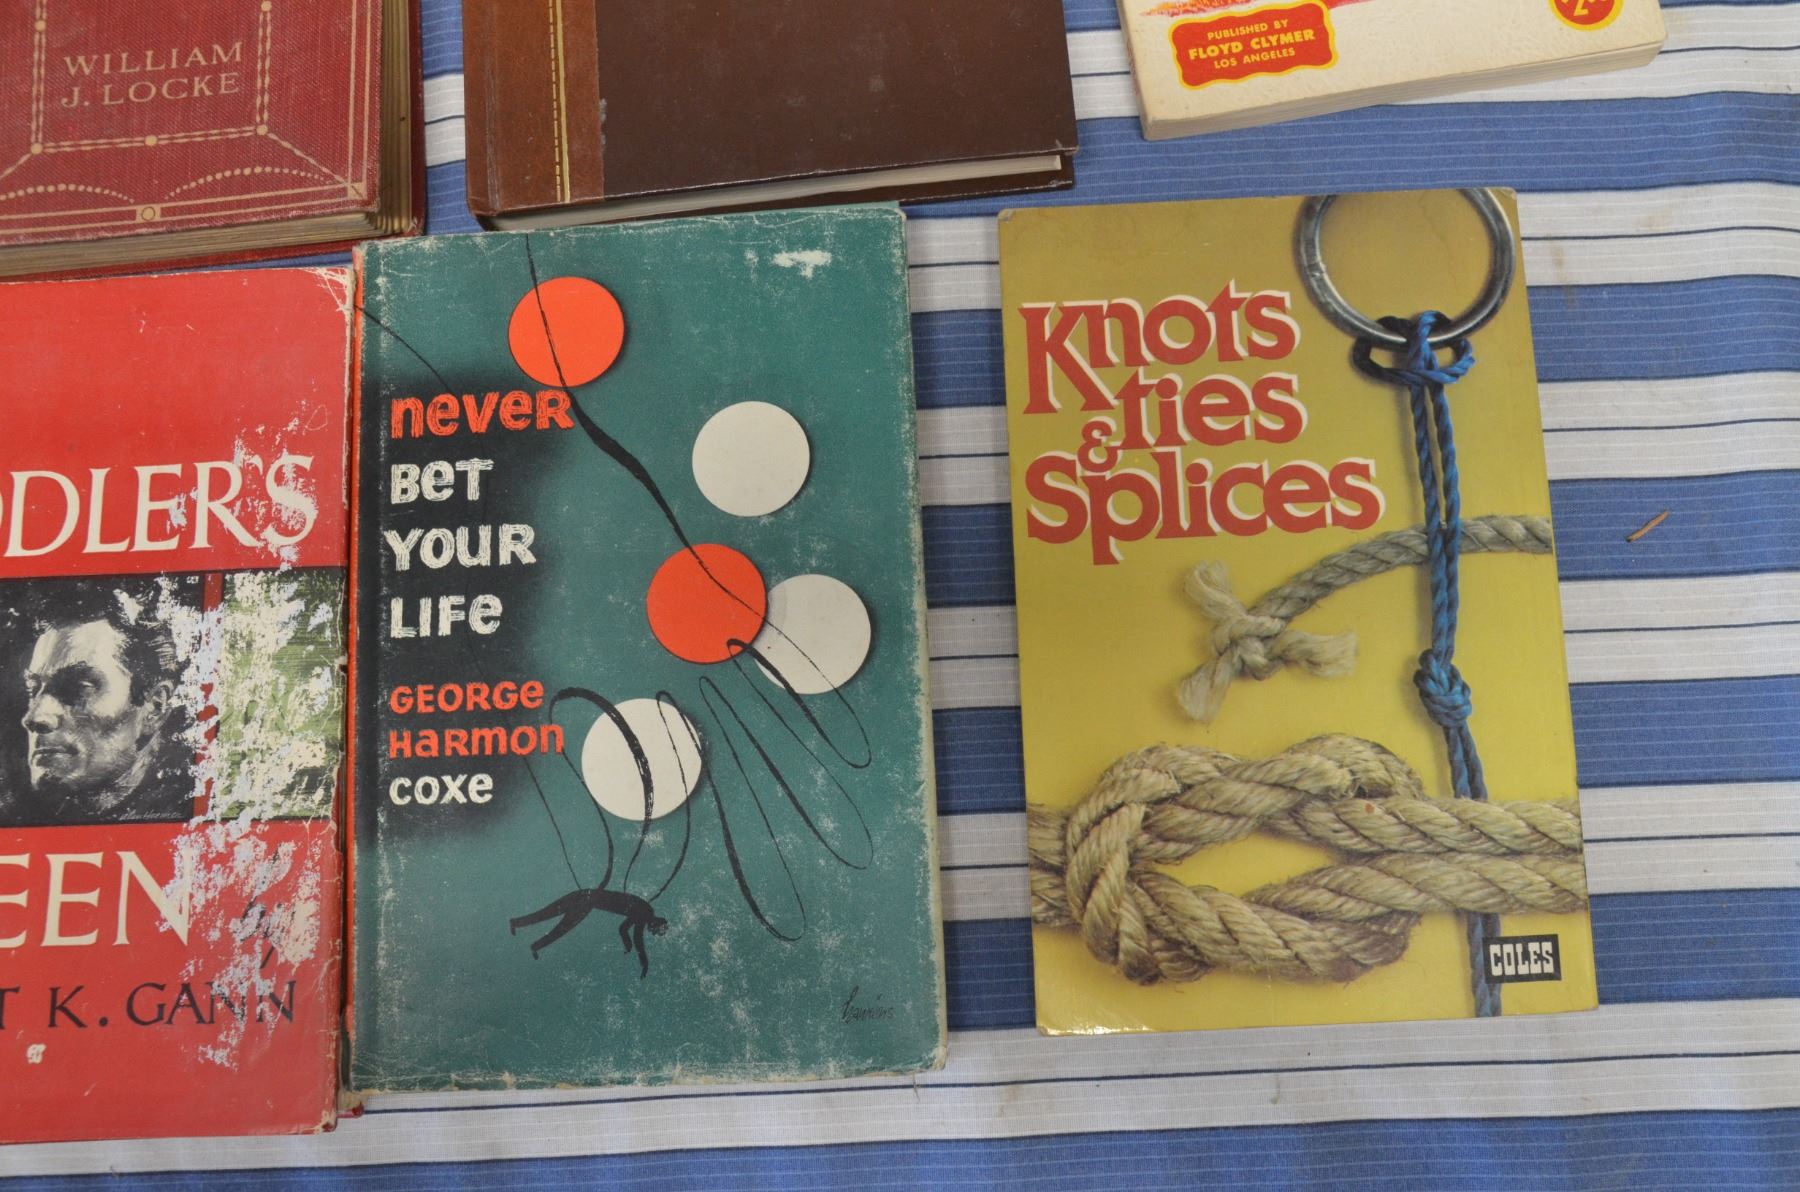 WILLIAM
J. LOCKE
PUBLISHED BY
FLOYD CLYMER
LOS ANGELES
DLER'S
EEN
by
T K. GANN
never
BET
YOUR
LIFE
GEORGE
HARMON
COXE
Knots
ties
&
Splices
COLES